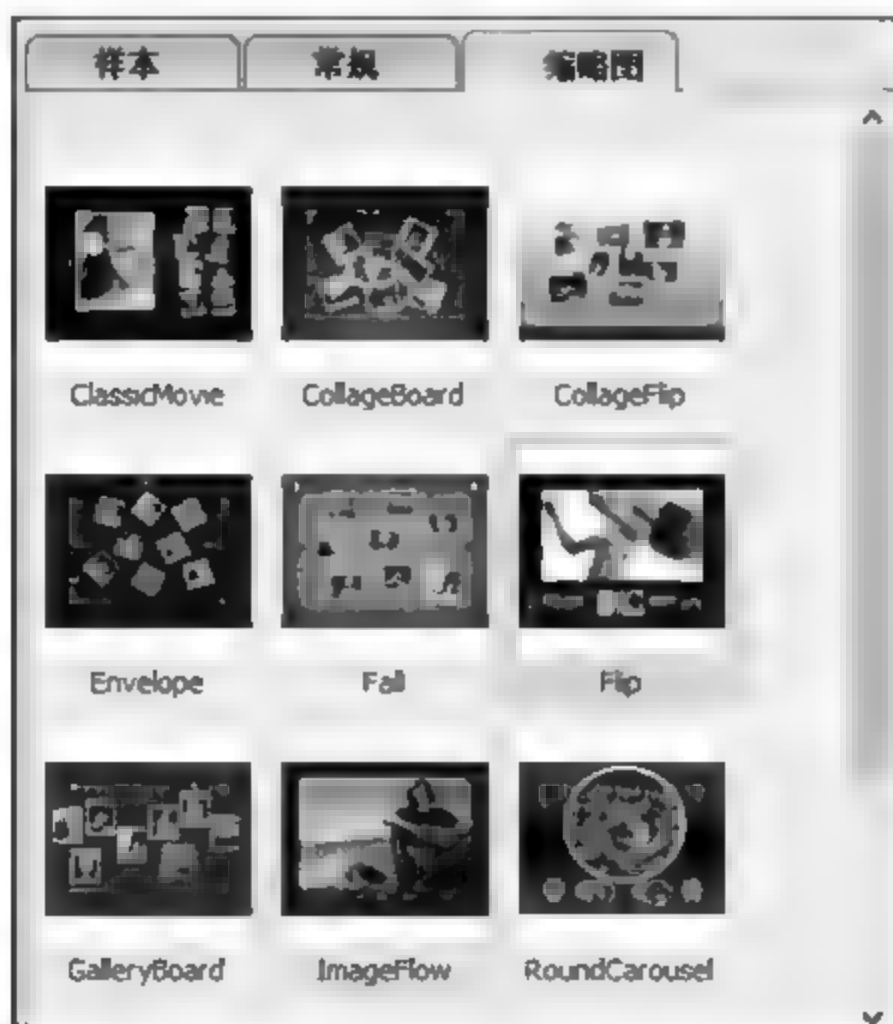 样本 常规 缩略图
ClassicMovie CollageBoard CollageFlip
Envelope Fall Flip
GalleryBoard ImageFlow RoundCarousel